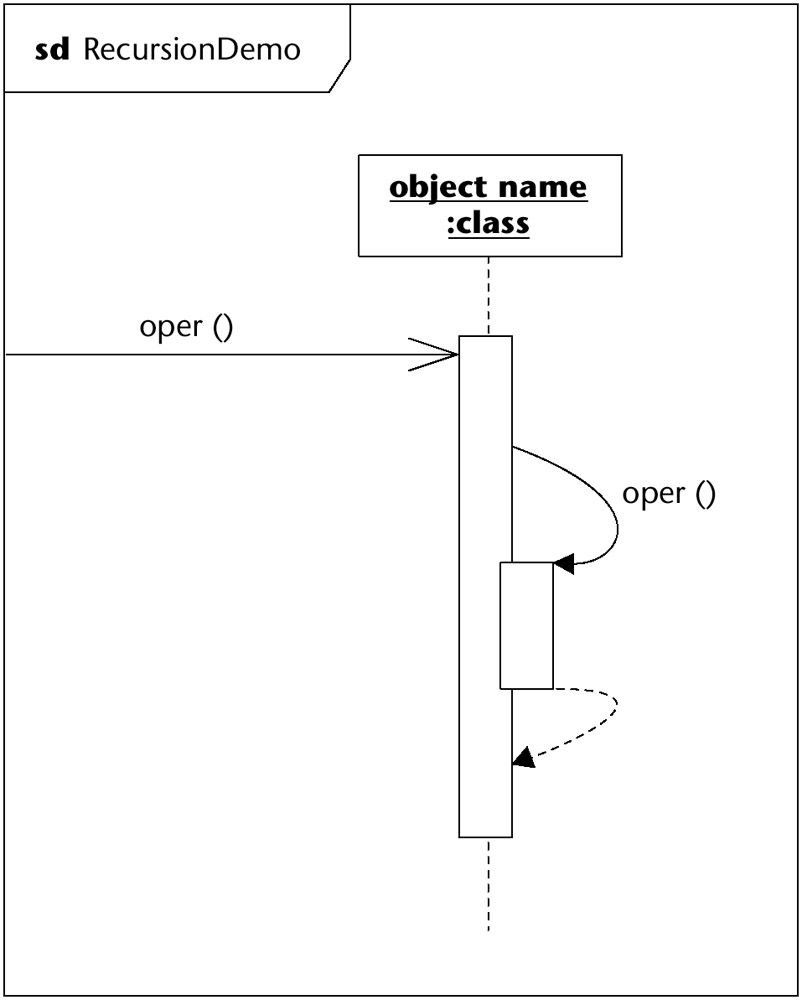 sd RecursionDemo
object name
:class
oper ()
oper ()